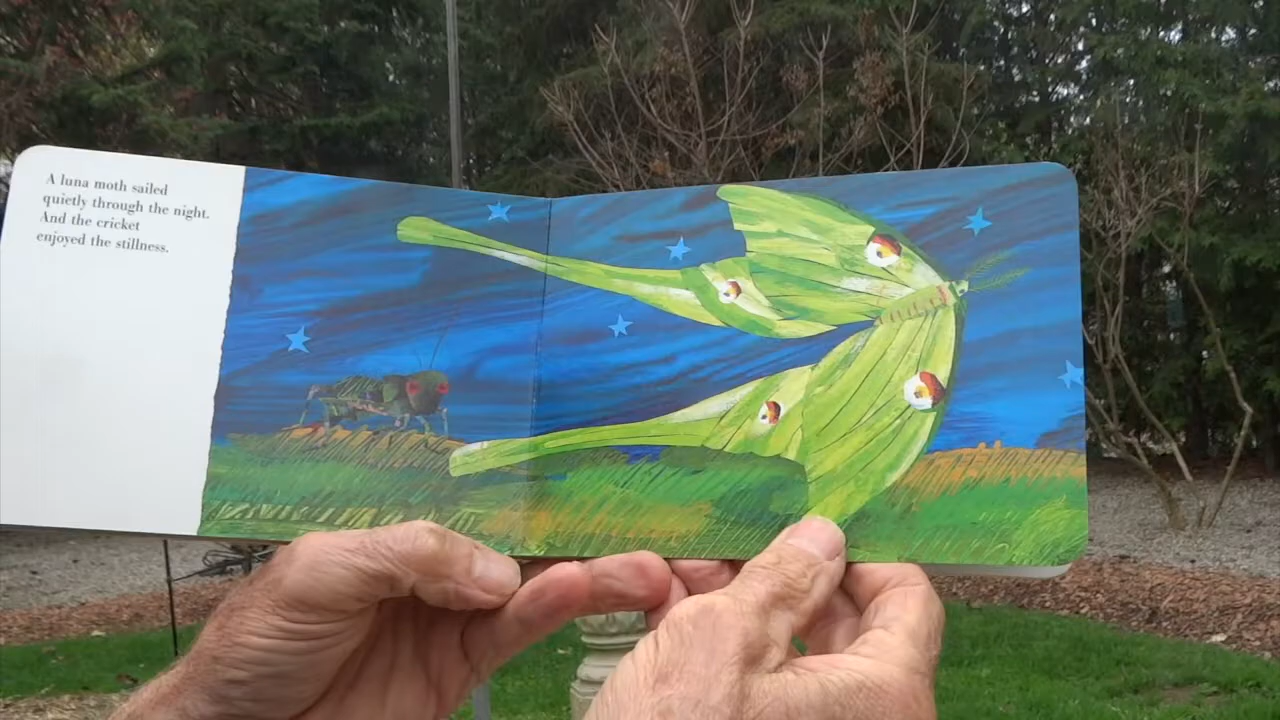 A luna moth sailed
quietly through the night.
And the cricket
enjoyed the stillness.